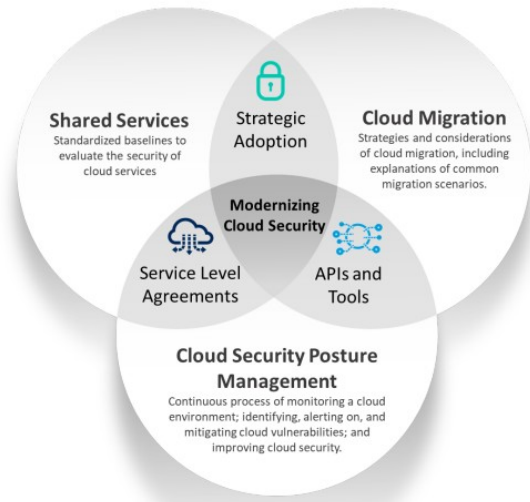 Shared Services
Standardized baselines to
evaluate the security of
cloud services
Strategic
Adoption
Cloud Migration
Strategies and considerations
of cloud migration, including
explanations of common
migration scenarios.
Modernizing
Cloud Security
Service Level
Agreements
APIs and
Tools
Cloud Security Posture
Management
Continuous process of monitoring a cloud
environment; identifying, alerting on, and
mitigating cloud vulnerabilities; and
improving cloud security.